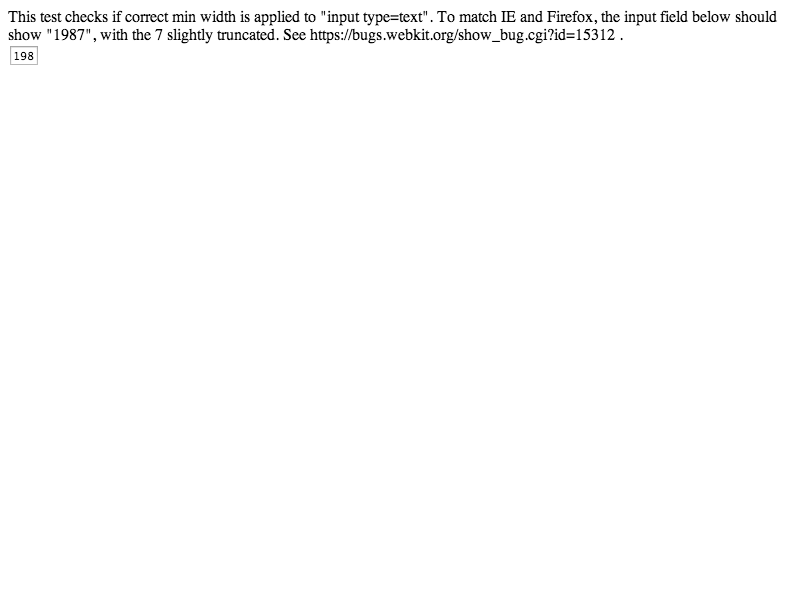 This test checks if correct min width is applied to "input type=text". To match IE and Firefox, the input field below should
show "1987", with the 7 slightly truncated. See https://bugs.webkit.org/show_bug.cgi?id=15312 .
198